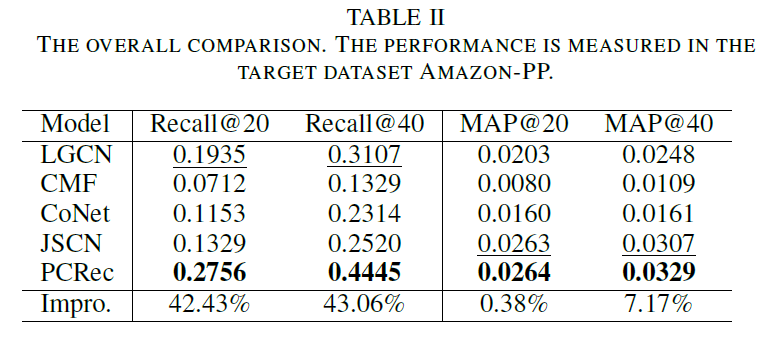 TABLE II
THE OVERALL COMPARISON. THE PERFORMANCE IS MEASURED IN THE
TARGET DATASET AMAZON-PP.
Model Recall@20 Recall@40 MAP@20 MAP@40
LGCN 0.1935 0.3107 0.0203 0.0248
CMF 0.0712 0.1329 0.0080 0.0109
CoNet 0.1153 0.2314 0.0160 0.0161
JSCN 0.1329 0.2520 0.0263 0.0307
PCRec 0.2756 0.4445 0.0264 0.0329
Impro. 42.43% 43.06% 0.38% 7.17%